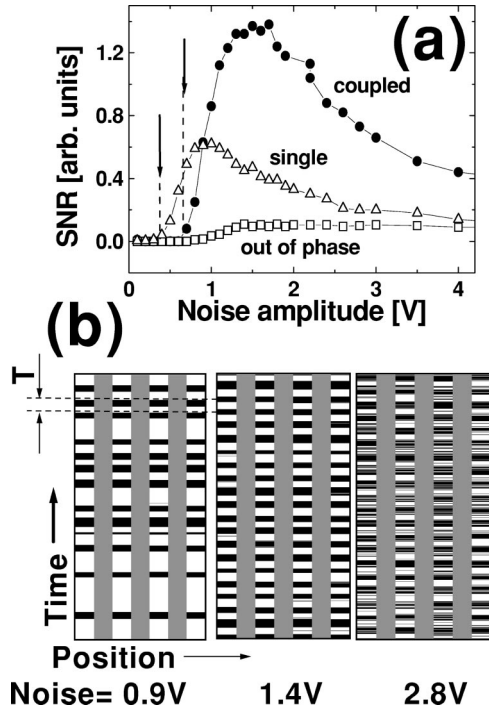 (a)
SNR [arb. units]
1.2
0.8
0.4
0.0
coupled
single
out of phase
0 1 2 3 4
Noise amplitude [V]
(b)
T
Time
Position
Noise= 0.9V 1.4V 2.8V